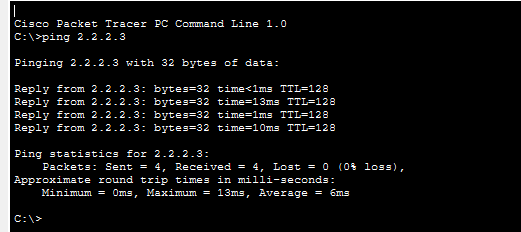 Cisco Packet Tracer PC Command Line 1.0
C:\>ping 2.2.2.3
Pinging 2.2.2.3 with 32 bytes of data:
Reply from 2.2.2.3: bytes=32 time<1ms TTL=128
Reply from 2.2.2.3: bytes=32 time=13ms TTL=128
Reply from 2.2.2.3: bytes=32 time=1ms TTL=128
Reply from 2.2.2.3: bytes=32 time=10ms TTL=128
Ping statistics for 2.2.2.3:
Packets: Sent = 4, Received = 4, Lost = 0 (0% loss),
Approximate round trip times in milli-seconds:
Minimum = 0ms, Maximum = 13ms, Average = 6ms
C:\>